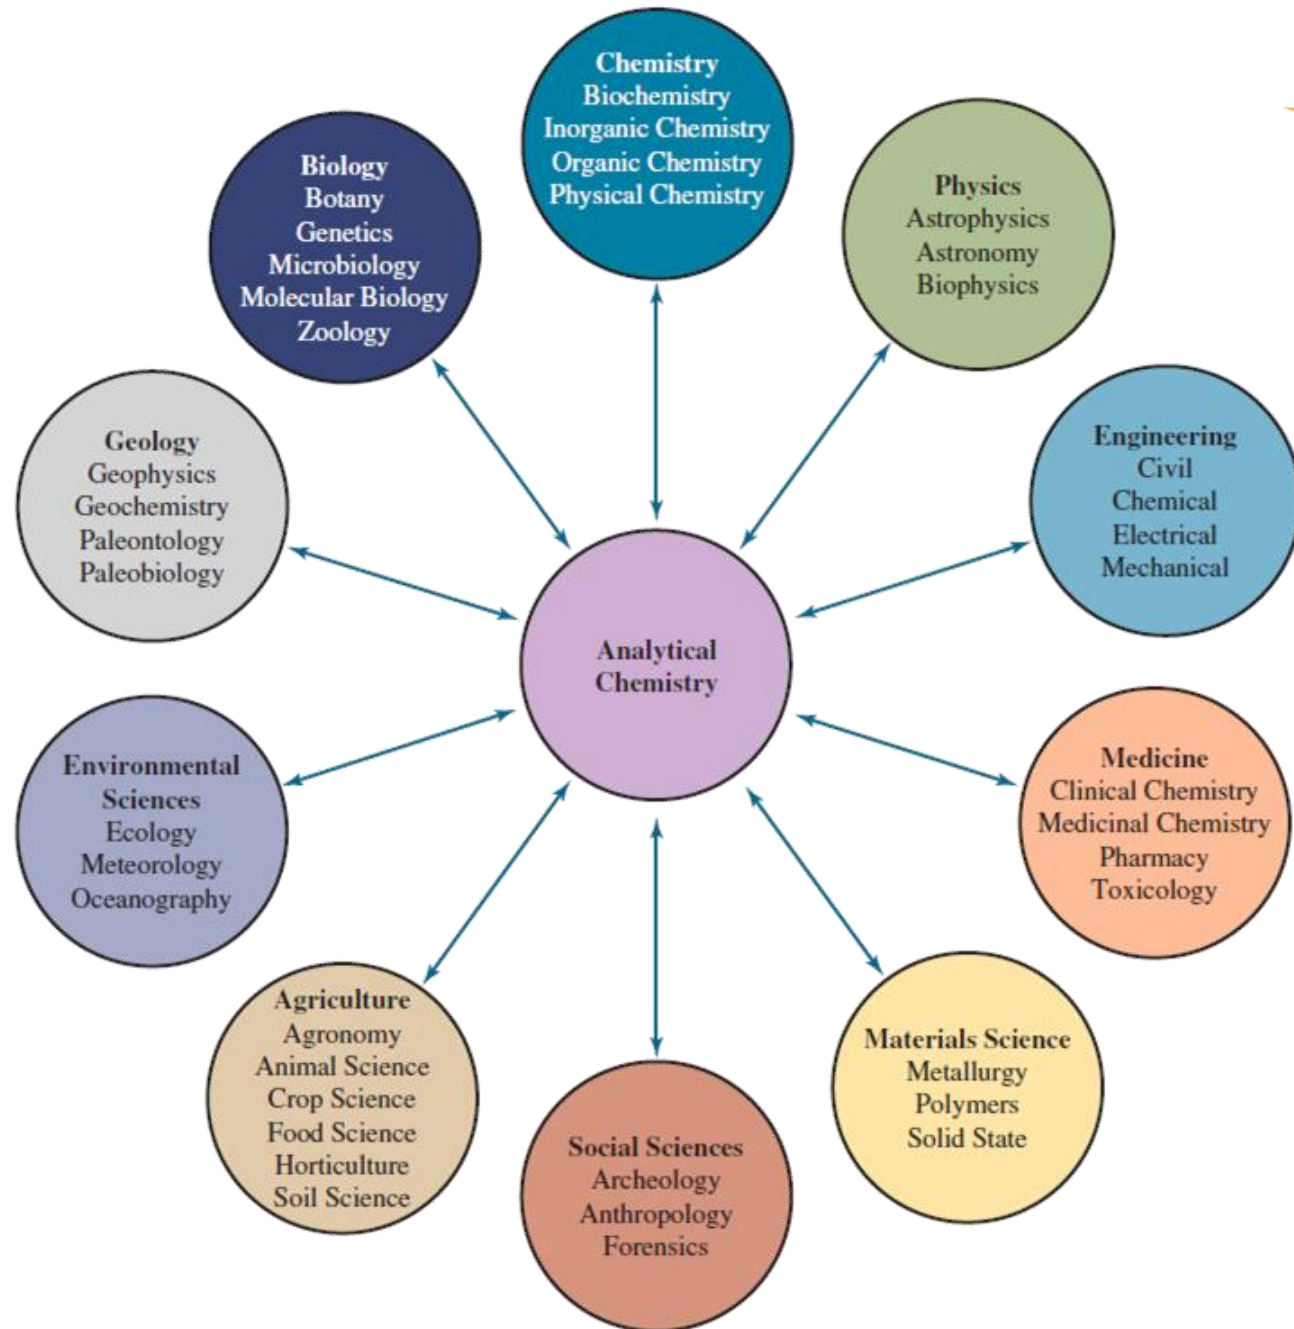 Chemistry
Biochemistry
Inorganic Chemistry
Organic Chemistry
Physical Chemistry
Physics
Astrophysics
Astronomy
Biophysics
Engineering
Civil
Chemical
Electrical
Mechanical
Medicine
Clinical Chemistry
Medicinal Chemistry
Pharmacy
Toxicology
Materials Science
Metallurgy
Polymers
Solid State
Social Sciences
Archeology
Anthropology
Forensics
Agriculture
Agronomy
Animal Science
Crop Science
Food Science
Horticulture
Soil Science
Environmental
Sciences
Ecology
Meteorology
Oceanography
Geology
Geophysics
Geochemistry
Paleontology
Paleobiology
Biology
Botany
Genetics
Microbiology
Molecular Biology
Zoology
Analytical
Chemistry